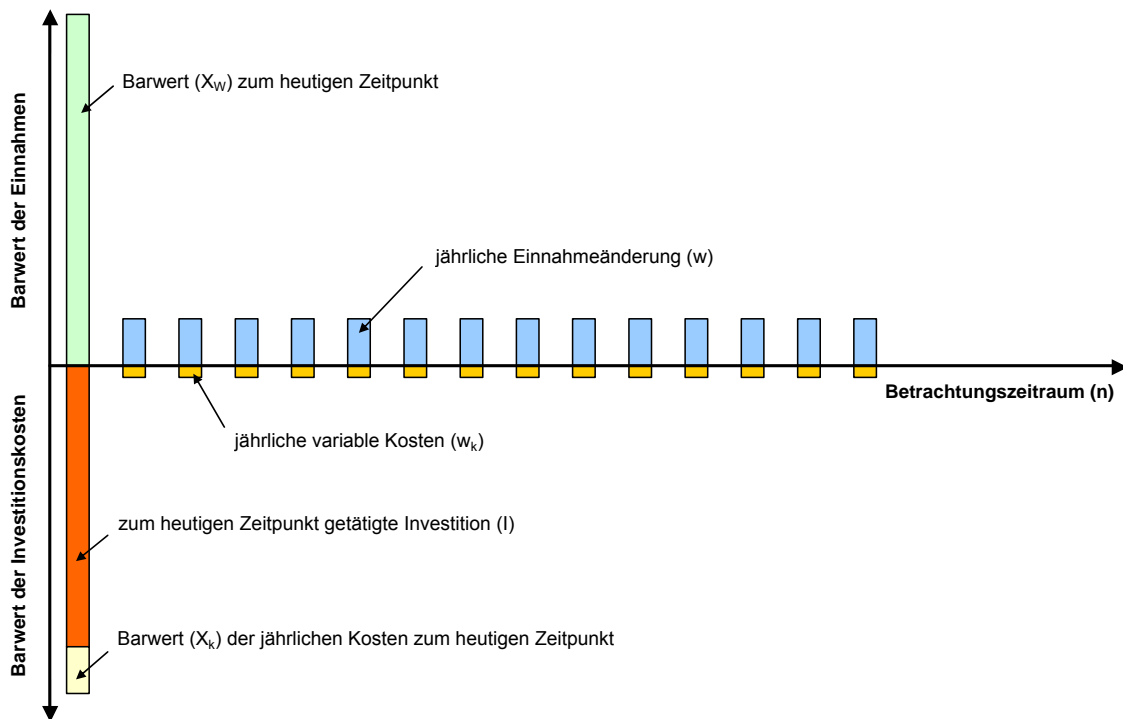 Barwert der Einnahmen
Barwert (X_W) zum heutigen Zeitpunkt
jährliche Einnahmeänderung (w)
Betrachtungszeitraum (n)
jährliche variable Kosten (w_k)
Barwert der Investitionskosten
zum heutigen Zeitpunkt getätigte Investition (I)
Barwert (X_k) der jährlichen Kosten zum heutigen Zeitpunkt